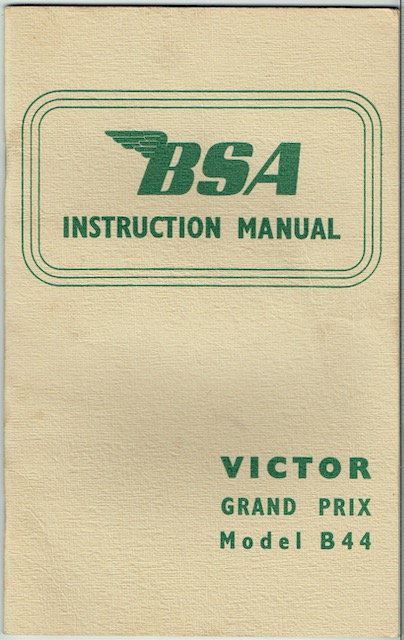 BSA
INSTRUCTION MANUAL
VICTOR
GRAND PRIX
Model B44